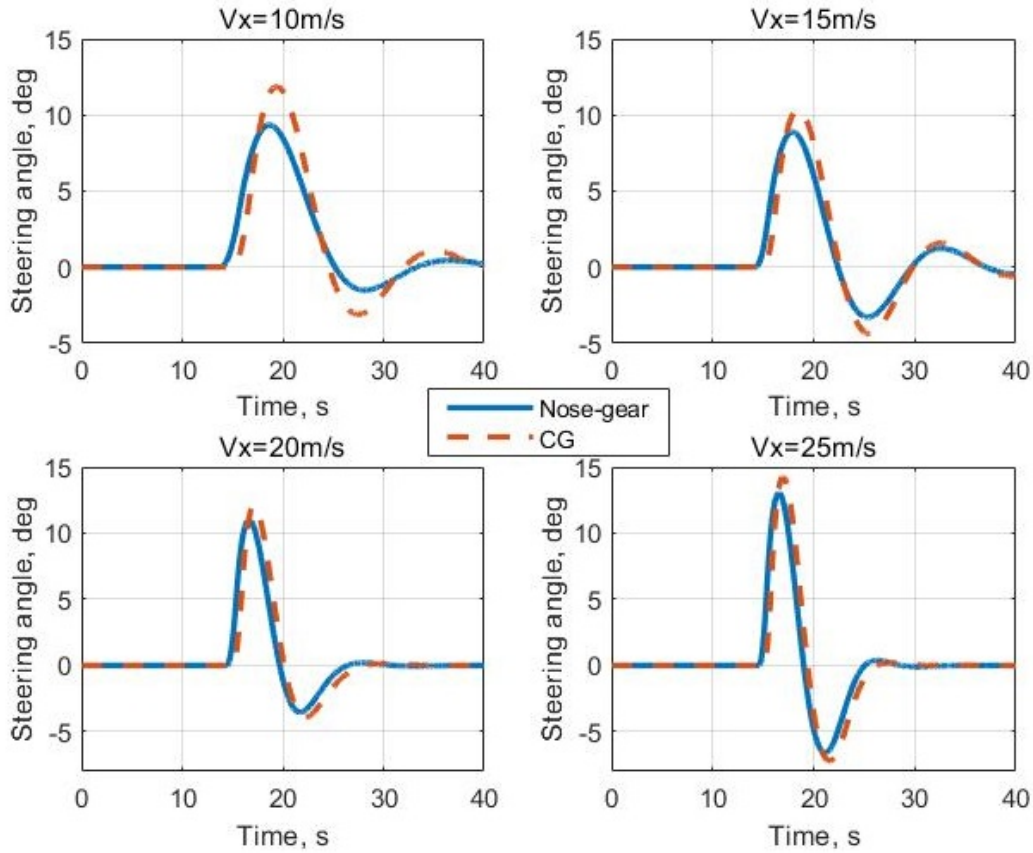 Vx=10m/s
15
10
5
0
-5
Steering angle, deg
0 10 20 30 40
Time, s
Vx=15m/s
15
10
5
0
-5
Steering angle, deg
0 10 20 30 40
Time, s
Nose-gear
CG
Vx=20m/s
15
10
5
0
-5
Steering angle, deg
0 10 20 30 40
Time, s
Vx=25m/s
15
10
5
0
-5
Steering angle, deg
0 10 20 30 40
Time, s